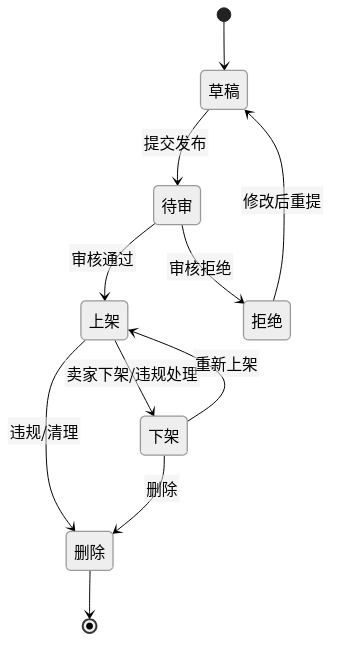 草稿
提交发布
待审
修改后重提
审核通过
审核拒绝
上架
拒绝
卖家下架/违规处理
重新上架
违规/清理
下架
删除
删除